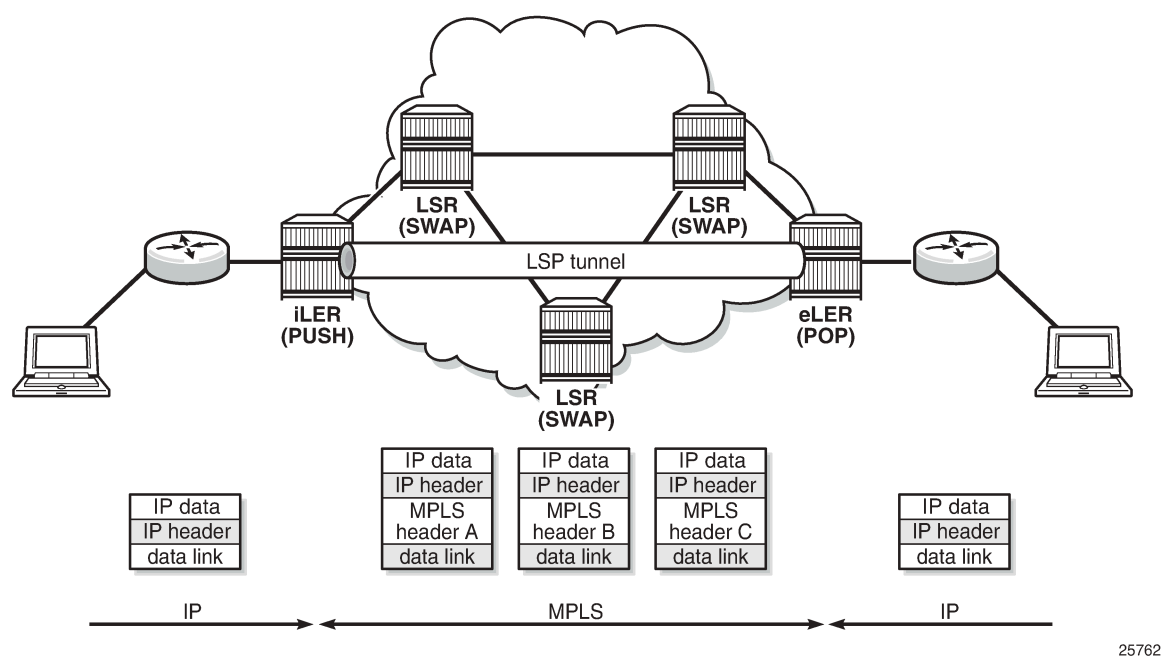 LSR
(SWAP)
LSR
(SWAP)
LSP tunnel
iLER
(PUSH)
eLER
(POP)
LSR
(SWAP)
IP data
IP header
MPLS
header A
data link
IP data
IP header
MPLS
header B
data link
IP data
IP header
MPLS
header C
data link
IP data
IP header
data link
IP data
IP header
data link
IP
MPLS
IP
25762